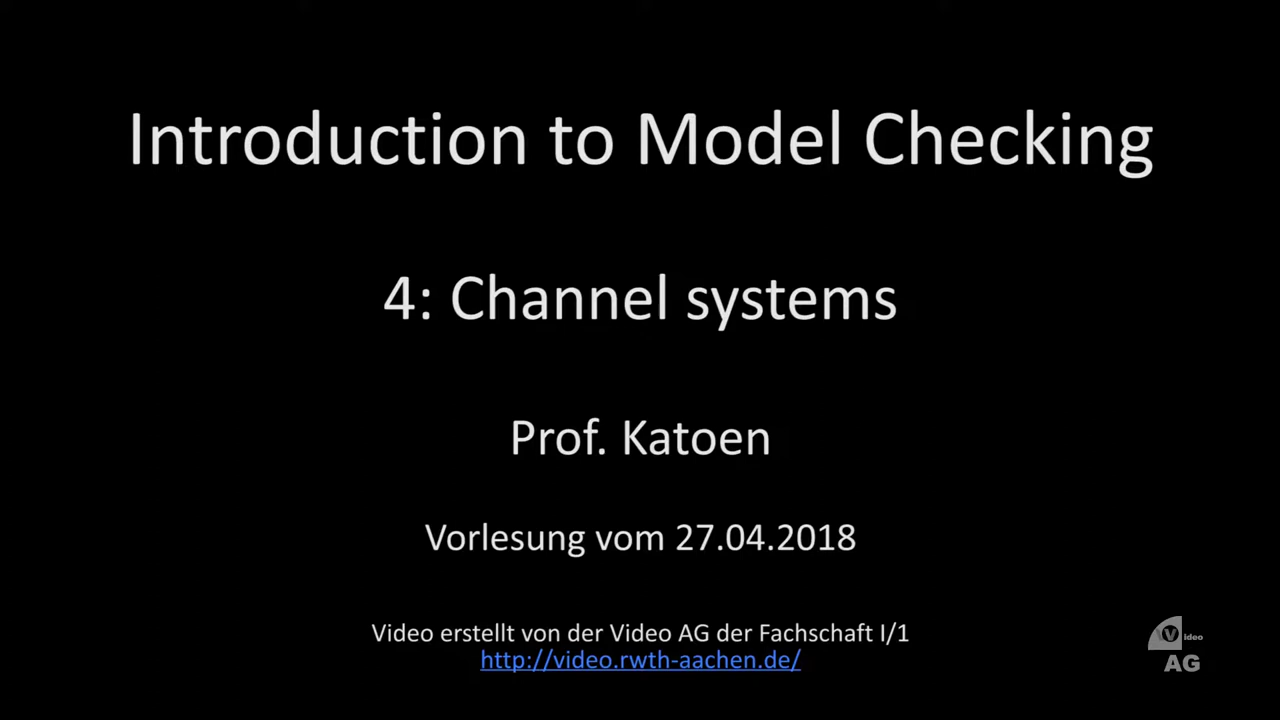 Introduction to Model Checking
4: Channel systems
Prof. Katoen
Vorlesung vom 27.04.2018
Video erstellt von der Video AG der Fachschaft I/1
http://video.rwth-aachen.de/
Video
AG